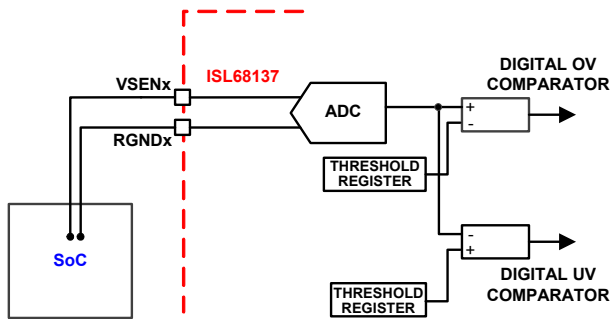 VSENx
ISL68137
RGNDx
ADC
DIGITAL OV
COMPARATOR
+
-
THRESHOLD
REGISTER
SoC
-
+
THRESHOLD
REGISTER
DIGITAL UV
COMPARATOR